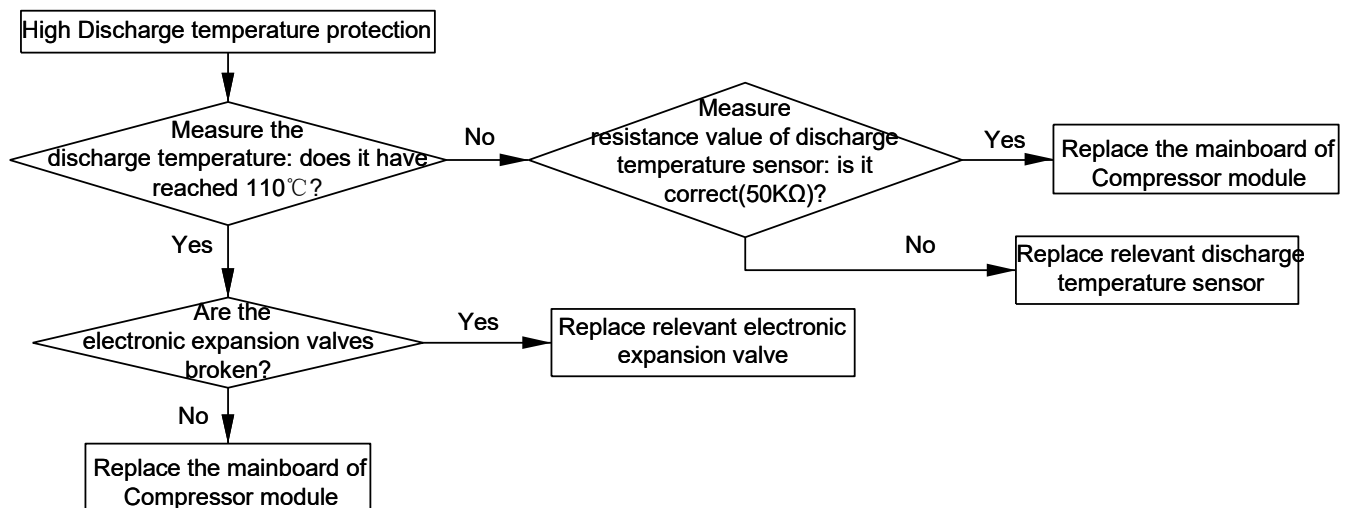 High Discharge temperature protection
Measure the
discharge temperature: does it have
reached 110℃?
No
Measure
resistance value of discharge
temperature sensor: is it
correct(50KΩ)?
Yes
Replace the mainboard of
Compressor module
No
Replace relevant discharge
temperature sensor
Yes
Are the
electronic expansion valves
broken?
Yes
Replace relevant electronic
expansion valve
No
Replace the mainboard of
Compressor module